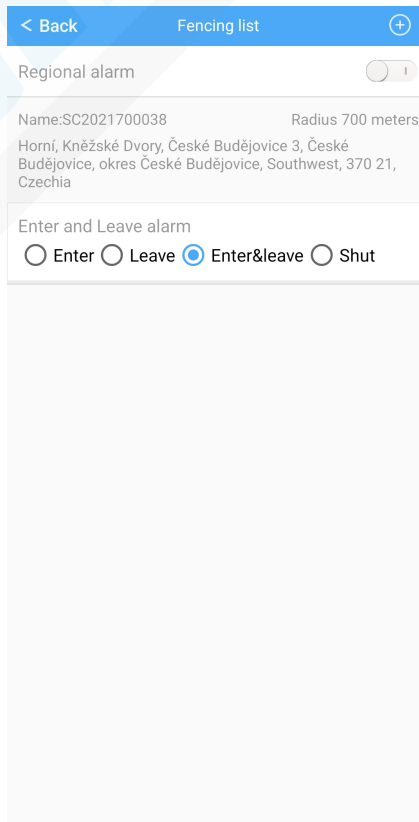 < Back Fencing list
Regional alarm
Name:SC2021700038 Radius 700 meters
Horní, Kněžské Dvory, České Budějovice 3, České
Budějovice, okres České Budějovice, Southwest, 370 21,
Czechia
Enter and Leave alarm
Enter Leave Enter&leave Shut